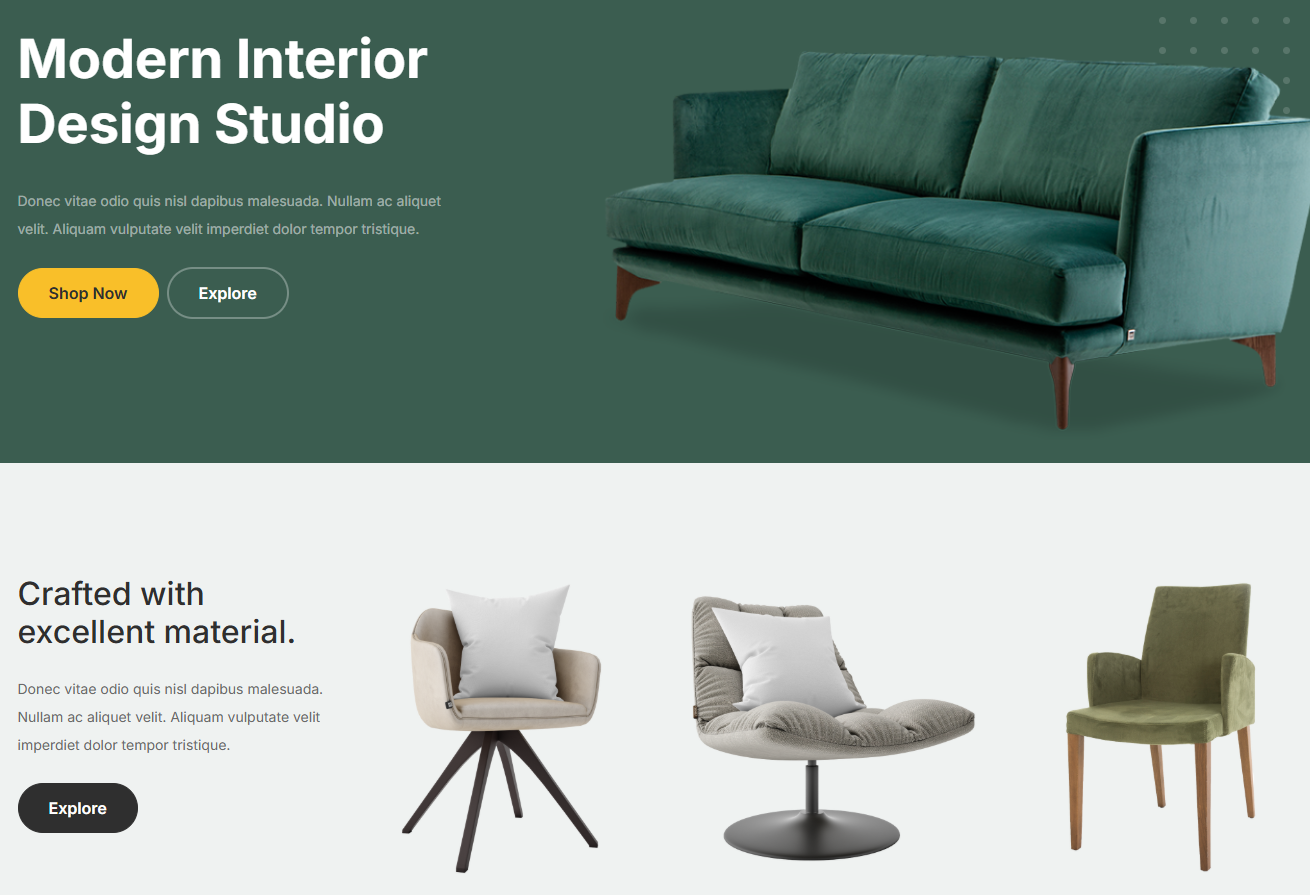 Modern Interior
Design Studio
Donec vitae odio quis nisl dapibus malesuada. Nullam ac aliquet
velit. Aliquam vulputate velit imperdiet dolor tempor tristique.
Shop Now
Explore
Crafted with
excellent material.
Donec vitae odio quis nisl dapibus malesuada.
Nullam ac aliquet velit. Aliquam vulputate velit
imperdiet dolor tempor tristique.
Explore